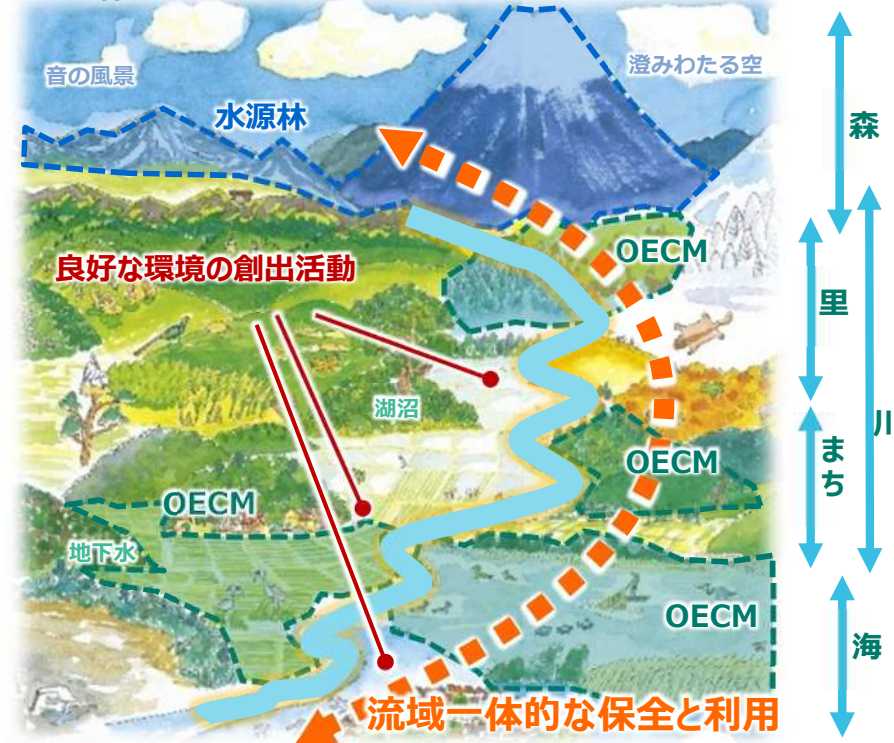 音の風景
澄みわたる空
水源林
森
OECM
良好な環境の創出活動
里
湖沼
川
まち
OECM
OECM
地下水
OECM
海
流域一体的な保全と利用